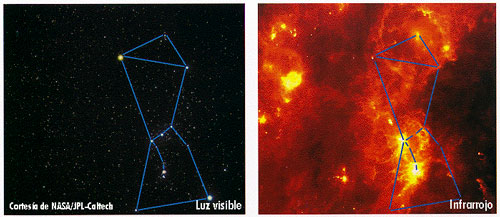 Cortesía de NASA/JPL-Caltech
Luz visible
Infrarrojo